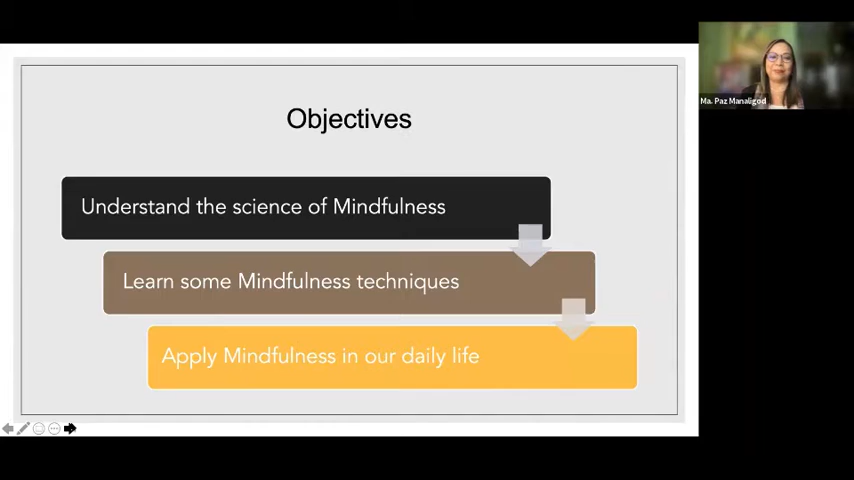 Objectives
Understand the science of Mindfulness
Learn some Mindfulness techniques
Apply Mindfulness in our daily life
Ma. Paz Manaligod